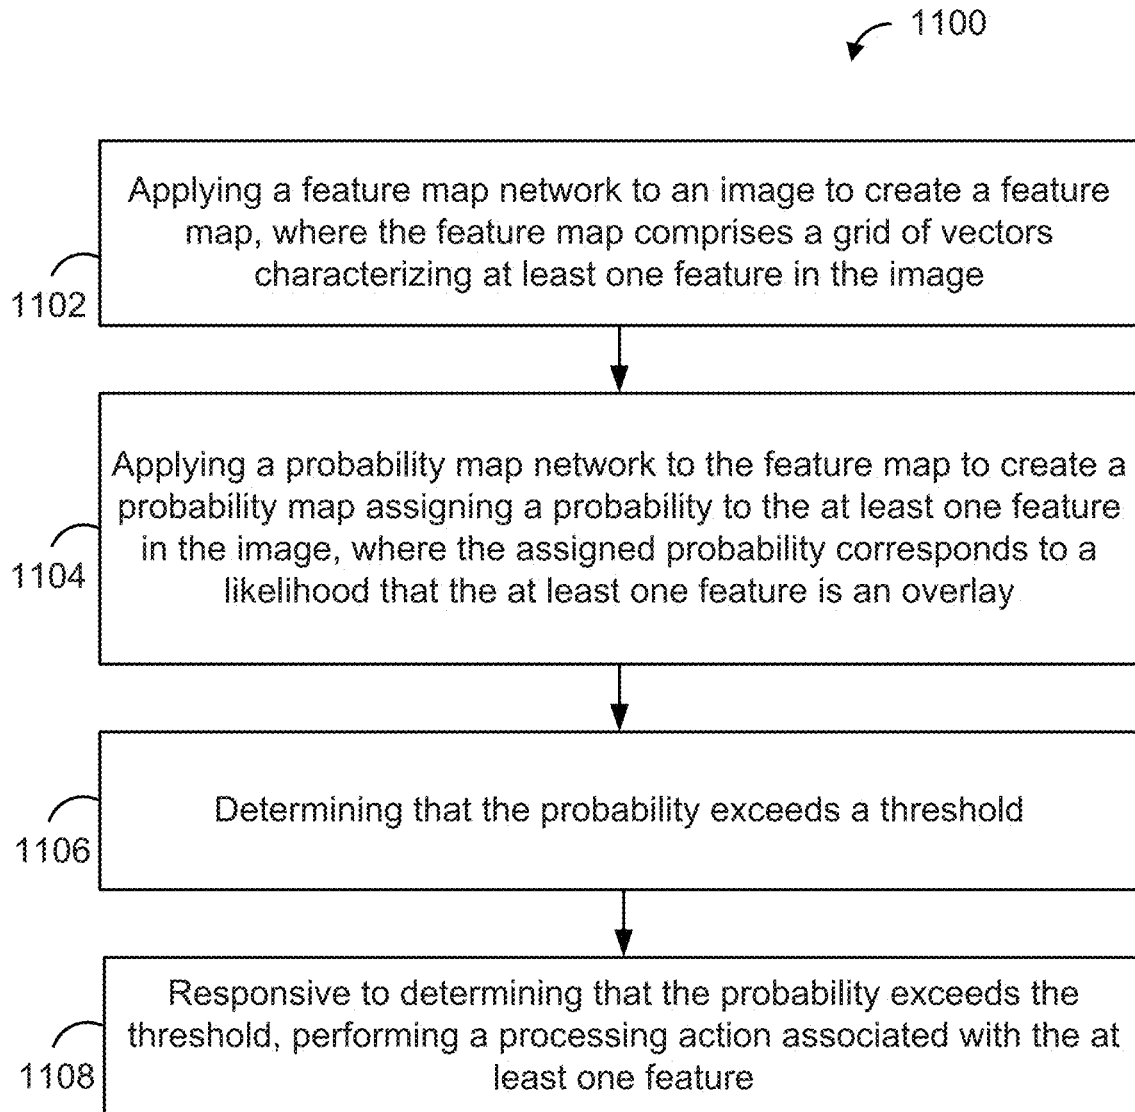 1100
Applying a feature map network to an image to create a feature
map, where the feature map comprises a grid of vectors
characterizing at least one feature in the image
1102
Applying a probability map network to the feature map to create a
probability map assigning a probability to the at least one feature
in the image, where the assigned probability corresponds to a
likelihood that the at least one feature is an overlay
1104
Determining that the probability exceeds a threshold
1106
Responsive to determining that the probability exceeds the
threshold, performing a processing action associated with the at
least one feature
1108